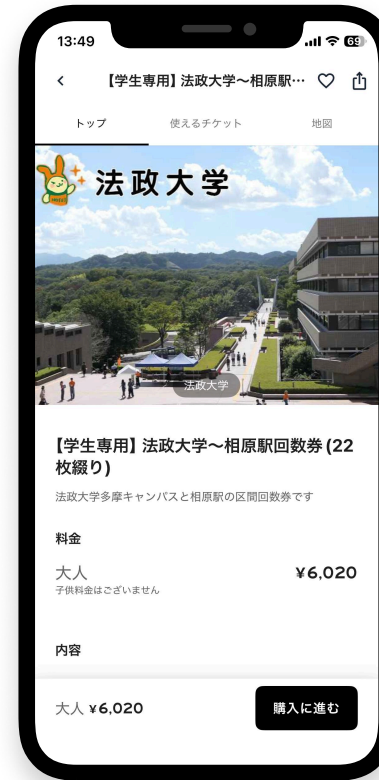 13:49
69
【学生専用】法政大学〜相原駅…
トップ
使えるチケット
地図
法政大学
法政大学
【学生専用】法政大学〜相原駅回数券 (22
枚綴り)
法政大学多摩キャンパスと相原駅の区間回数券です
料金
大人
¥6,020
子供料金はございません
内容
大人 ¥6,020
購入に進む